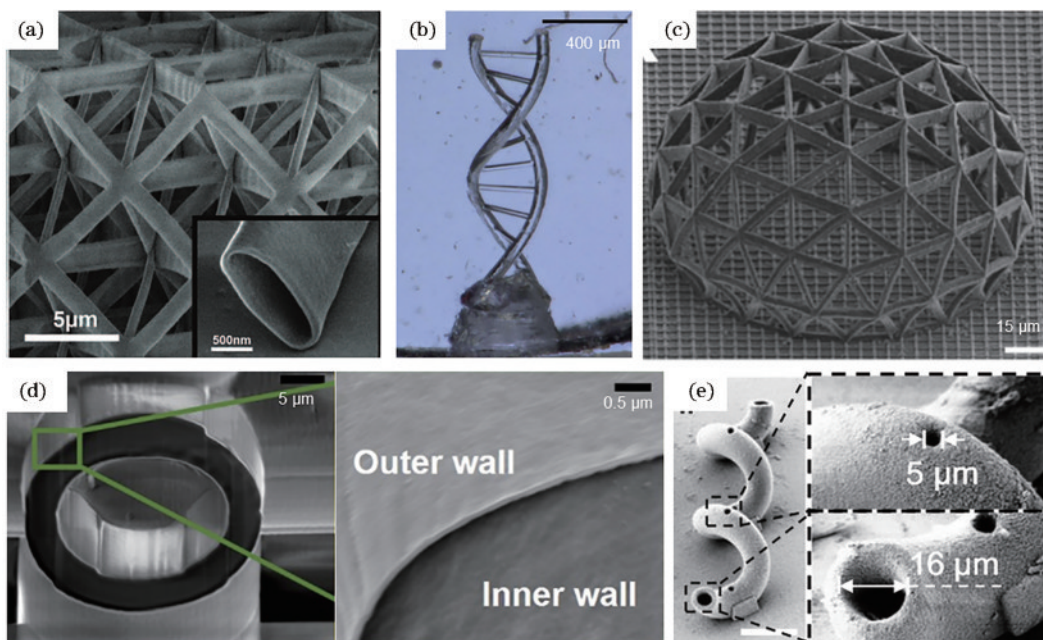 (a)
5μm
500nm
(b)
400 μm
(c)
15 μm
(d)
5 μm
0.5 μm
Outer wall
Inner wall
(e)
5 μm
16 μm